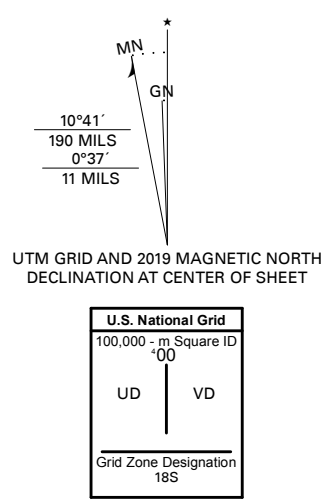 ★
MN
GN
10°41´
190 MILS
0°37´
11 MILS
UTM GRID AND 2019 MAGNETIC NORTH
DECLINATION AT CENTER OF SHEET
U.S. National Grid
100,000 - m Square ID
⁴00
UD VD
Grid Zone Designation
18S